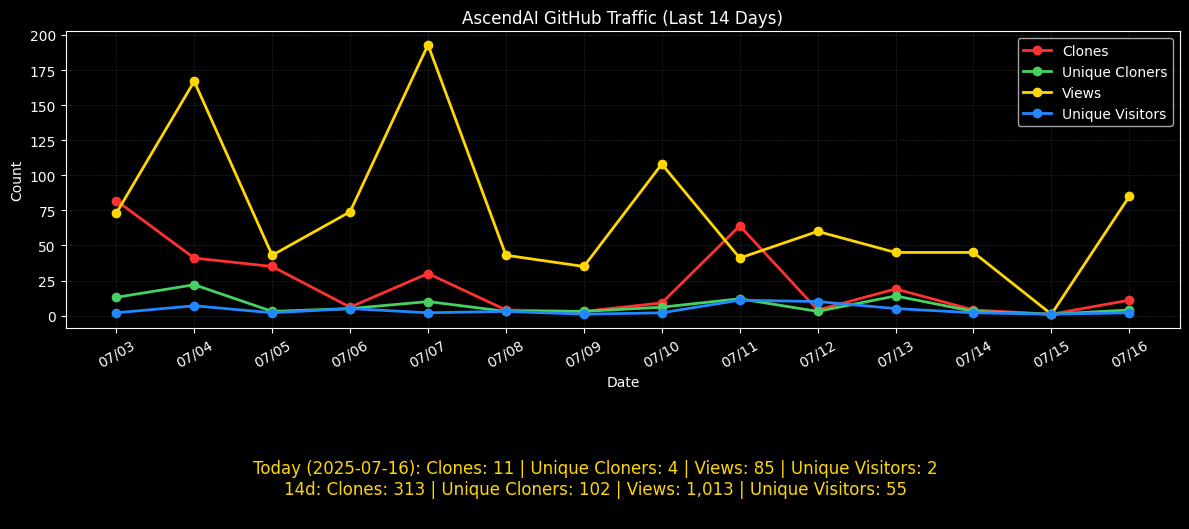 AscendAI GitHub Traffic (Last 14 Days)
200
175
150
125
100
75
50
25
0
Count
Clones
Unique Cloners
Views
Unique Visitors
07/03 07/04 07/05 07/06 07/07 07/08 07/09 07/10 07/11 07/12 07/13 07/14 07/15 07/16
Date
Today (2025-07-16): Clones: 11 | Unique Cloners: 4 | Views: 85 | Unique Visitors: 2
14d: Clones: 313 | Unique Cloners: 102 | Views: 1,013 | Unique Visitors: 55